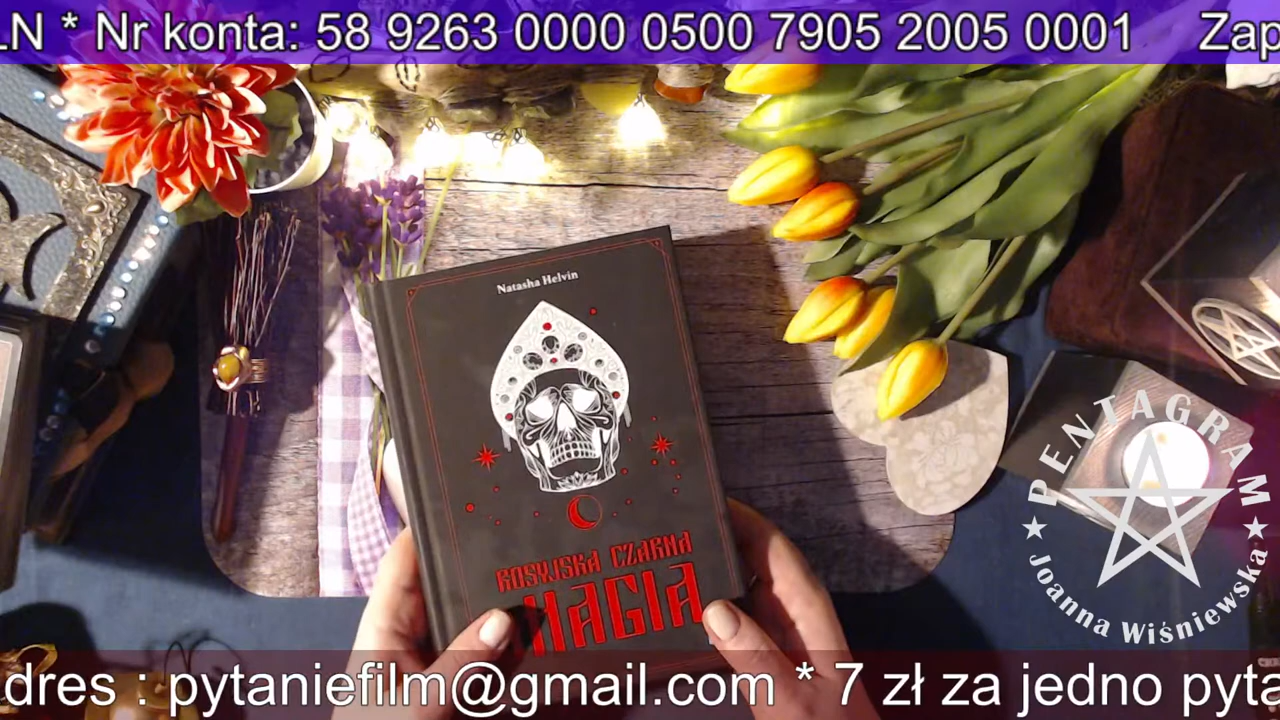 LN * Nr konta: 58 9263 0000 0500 7905 2005 0001 Zap
Natasha Helvin
ROSYJSKA CZARNA
MAGIA
PENTAGRAM
Joanna Wiśniewska
dres : pytaniefilm@gmail.com * 7 zł za jedno pyta